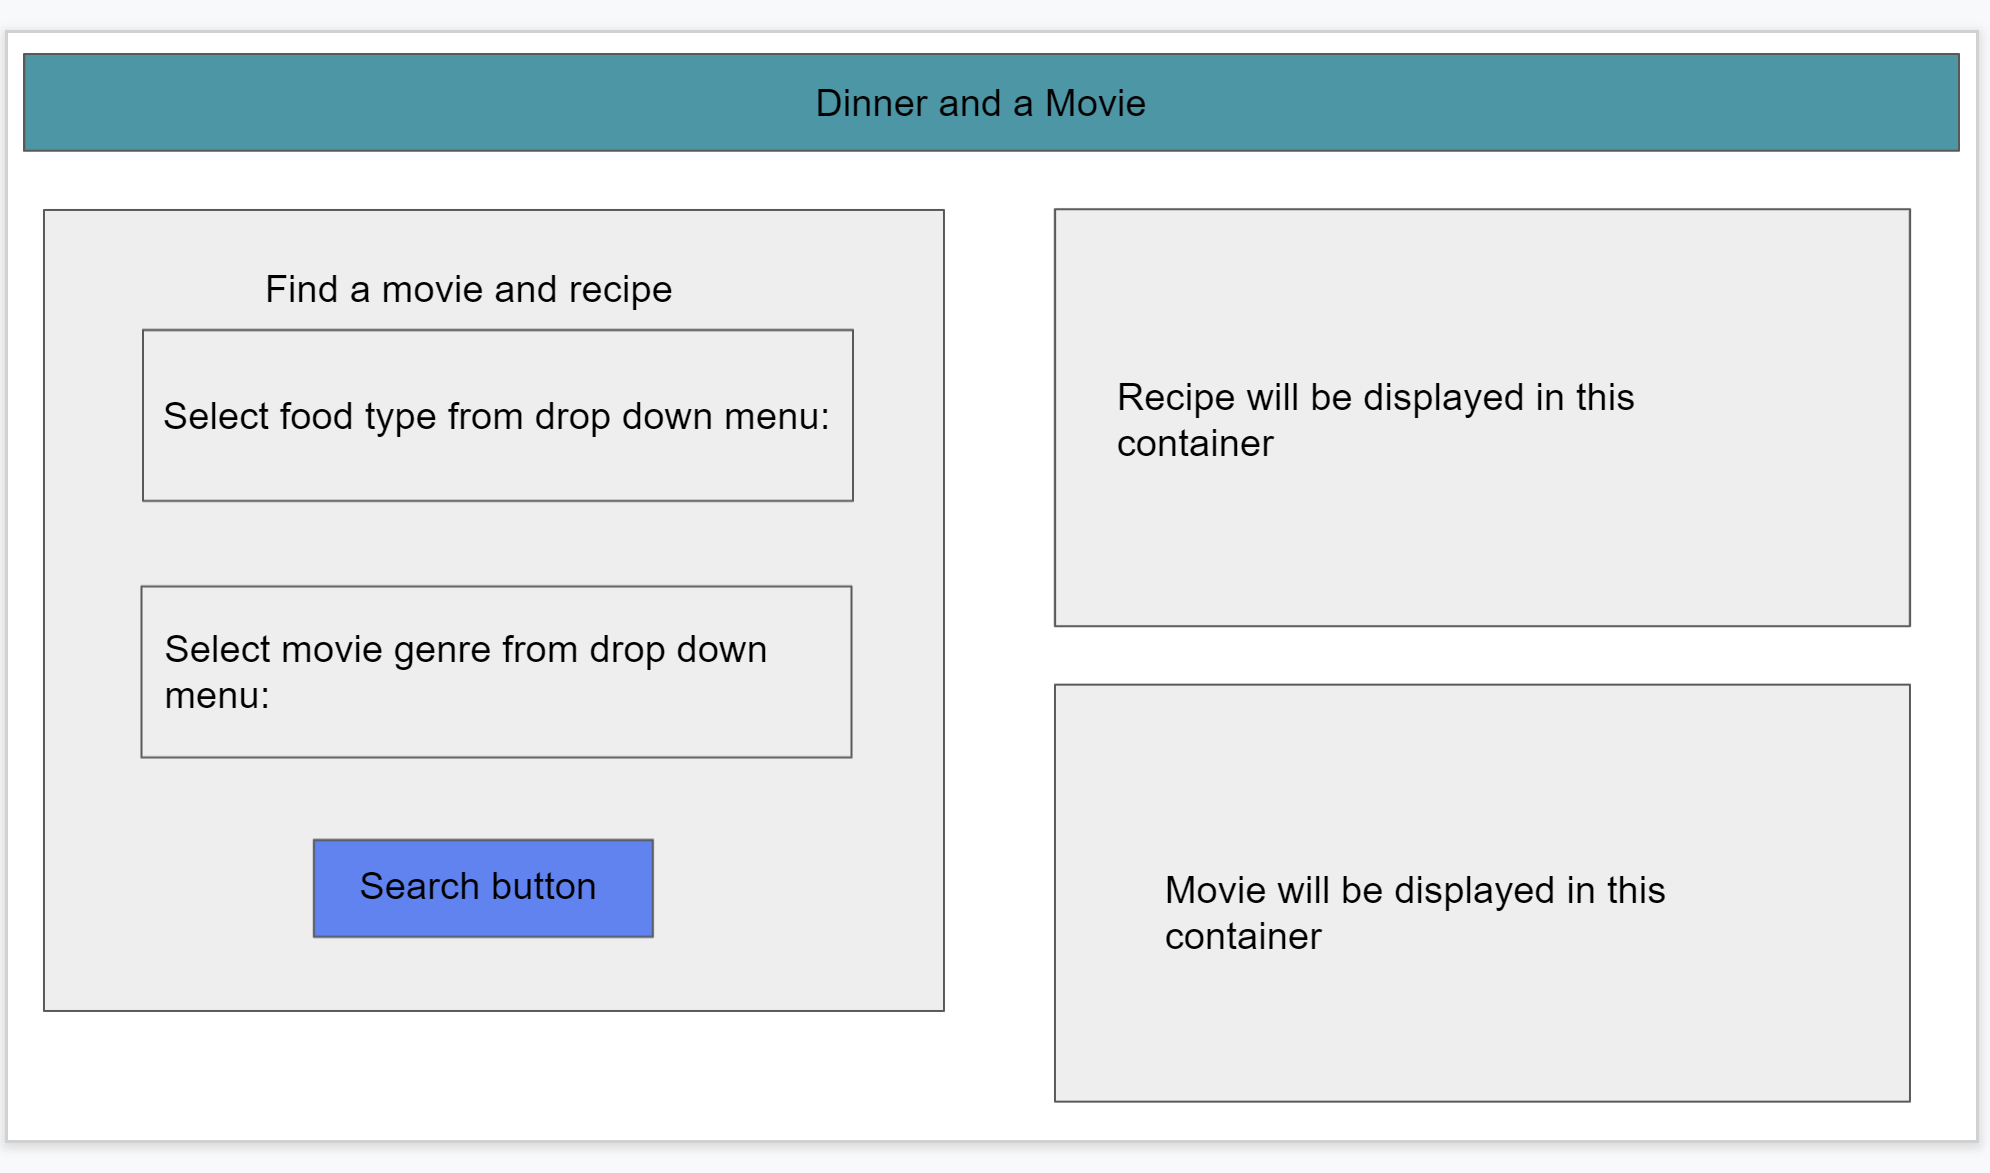 Dinner and a Movie
Find a movie and recipe
Select food type from drop down menu:
Select movie genre from drop down
menu:
Search button
Recipe will be displayed in this
container
Movie will be displayed in this
container